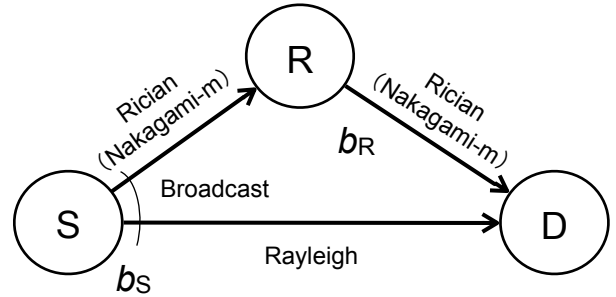 R
Rician
(Nakagami-m)
Rician
(Nakagami-m)
bR
Broadcast
S
D
Rayleigh
bS